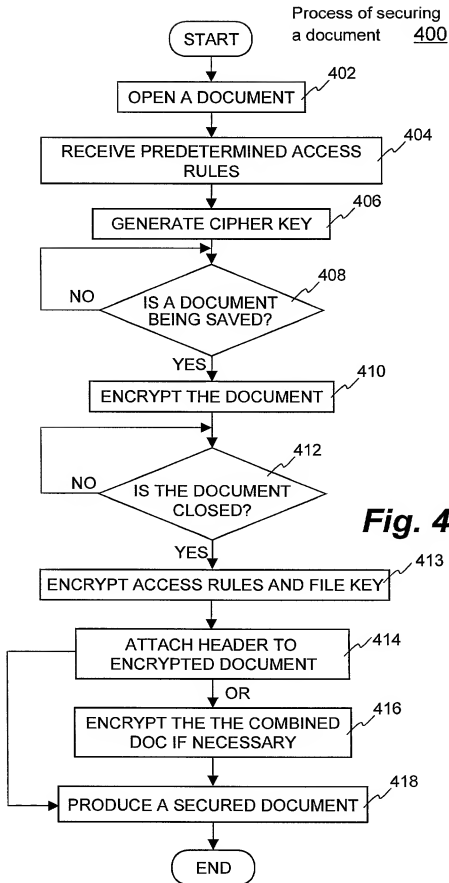 Process of securing
a document 400
START
402
OPEN A DOCUMENT
404
RECEIVE PREDETERMINED ACCESS
RULES
406
GENERATE CIPHER KEY
408
NO
IS A DOCUMENT
BEING SAVED?
YES
410
ENCRYPT THE DOCUMENT
412
NO
IS THE DOCUMENT
CLOSED?
Fig. 4
YES
413
ENCRYPT ACCESS RULES AND FILE KEY
414
ATTACH HEADER TO
ENCRYPTED DOCUMENT
OR
416
ENCRYPT THE THE COMBINED
DOC IF NECESSARY
418
PRODUCE A SECURED DOCUMENT
END